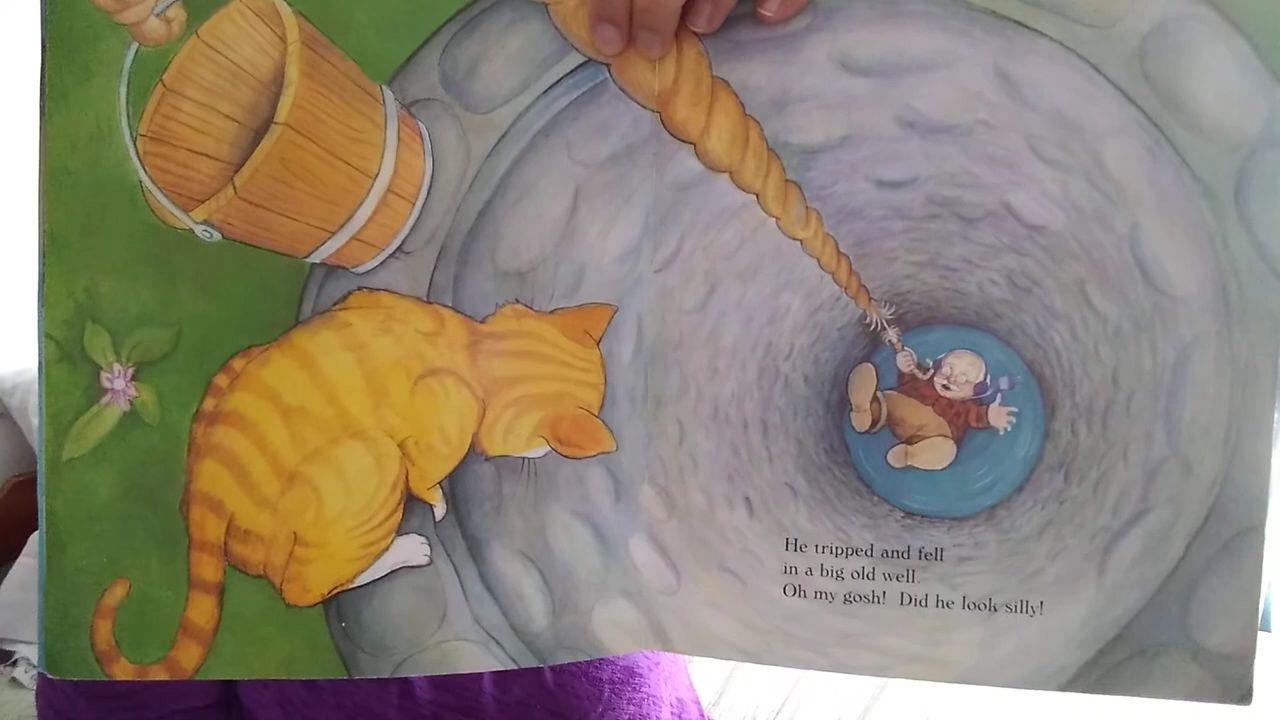 He tripped and fell
in a big old well.
Oh my gosh! Did he look silly!